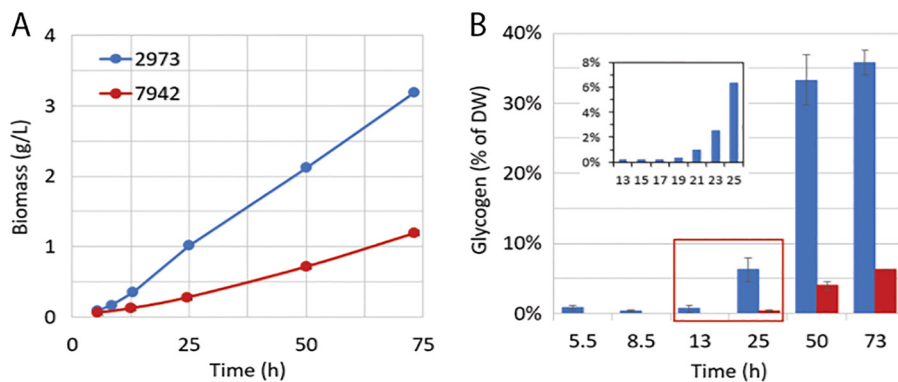 A
4
3
2
1
0
Biomass (g/L)
2973
7942
0 25 50 75
Time (h)
B
40%
30%
20%
10%
0%
Glycogen (% of DW)
8%
6%
4%
2%
0%
13 15 17 19 21 23 25
5.5 8.5 13 25 50 73
Time (h)